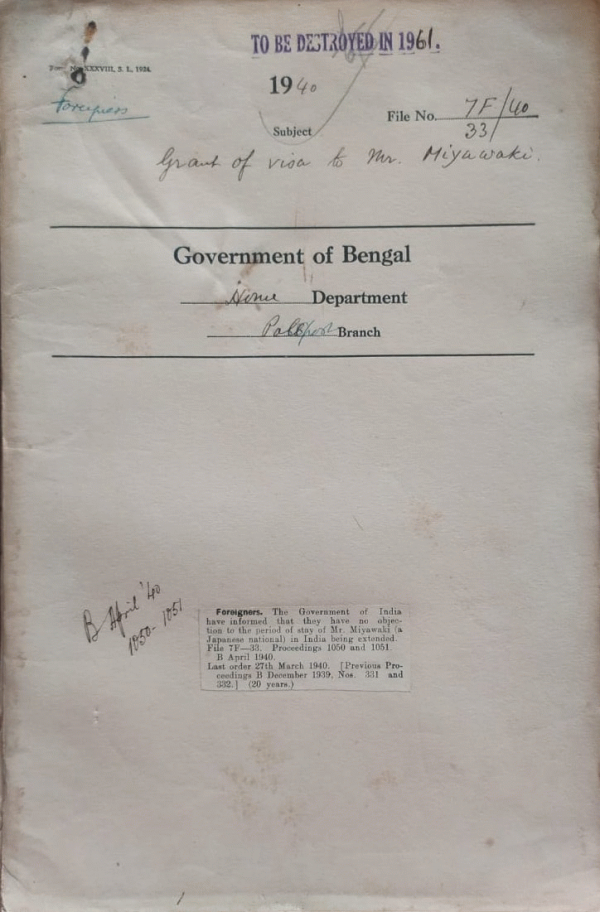 TO BE DESTROYED IN 1961.
XXXVIII, S. L., 1924.
Foreigners
1940
File No. 7F/40
33
Subject
Grant of visa to Mr. Miyawaki.
Government of Bengal
Home Department
Branch
B April '40
1050-1051
Foreigners. The Government of India
have informed that they have no objec-
tion to the period of stay of Mr. Miyawaki (a
Japanese national) in India being extended.
File 7F—33. Proceedings 1050 and 1051.
B April 1940.
Last order 27th March 1940. [Previous Pro-
ceedings B December 1939, Nos. 331 and
332.] (20 years.)